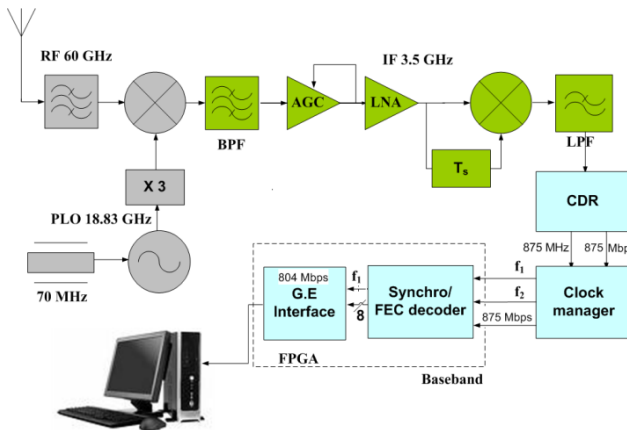 RF 60 GHz
IF 3.5 GHz
AGC
LNA
BPF
LPF
X 3
Ts
PLO 18.83 GHz
CDR
70 MHz
875 MHz
875 Mbp
f1
804 Mbps
G.E
Interface
f1
8
Synchro/
FEC decoder
f2
875 Mbps
Clock
manager
FPGA
Baseband